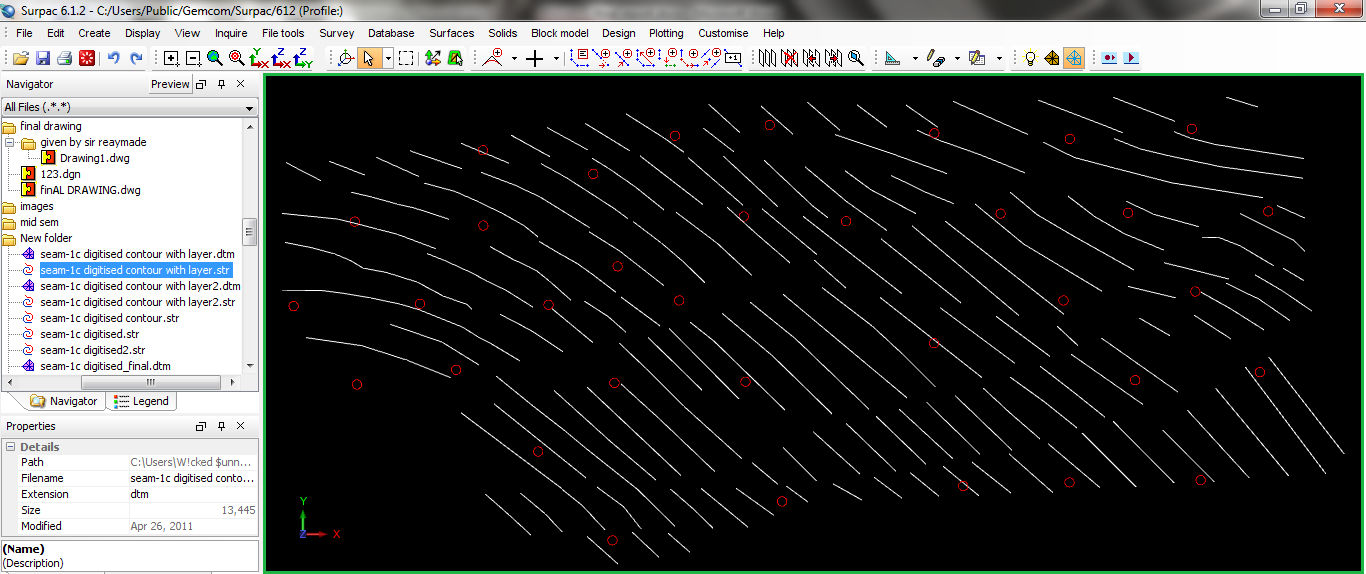 Surpac 6.1.2 - C:/Users/Public/Gemcom/Surpac/612 (Profile:)
File Edit Create Display View Inquire File tools Survey Database Surfaces Solids Block model Design Plotting Customise Help
Y X Z X Z Y
+1
Navigator Preview
All Files (.*.*)
final drawing
given by sir reaymade
Drawing1.dwg
123.dgn
finAL DRAWING.dwg
images
mid sem
New folder
seam-1c digitised contour with layer.dtm
seam-1c digitised contour with layer.str
seam-1c digitised contour with layer2.dtm
seam-1c digitised contour with layer2.str
seam-1c digitised contour.str
seam-1c digitised.str
seam-1c digitised2.str
seam-1c digitised_final.dtm
Navigator Legend
Properties
Details
Path C:\Users\W!cked $unn...
Filename seam-1c digitised conto...
Extension dtm
Size 13,445
Modified Apr 26, 2011
(Name)
(Description)
Y
Z X